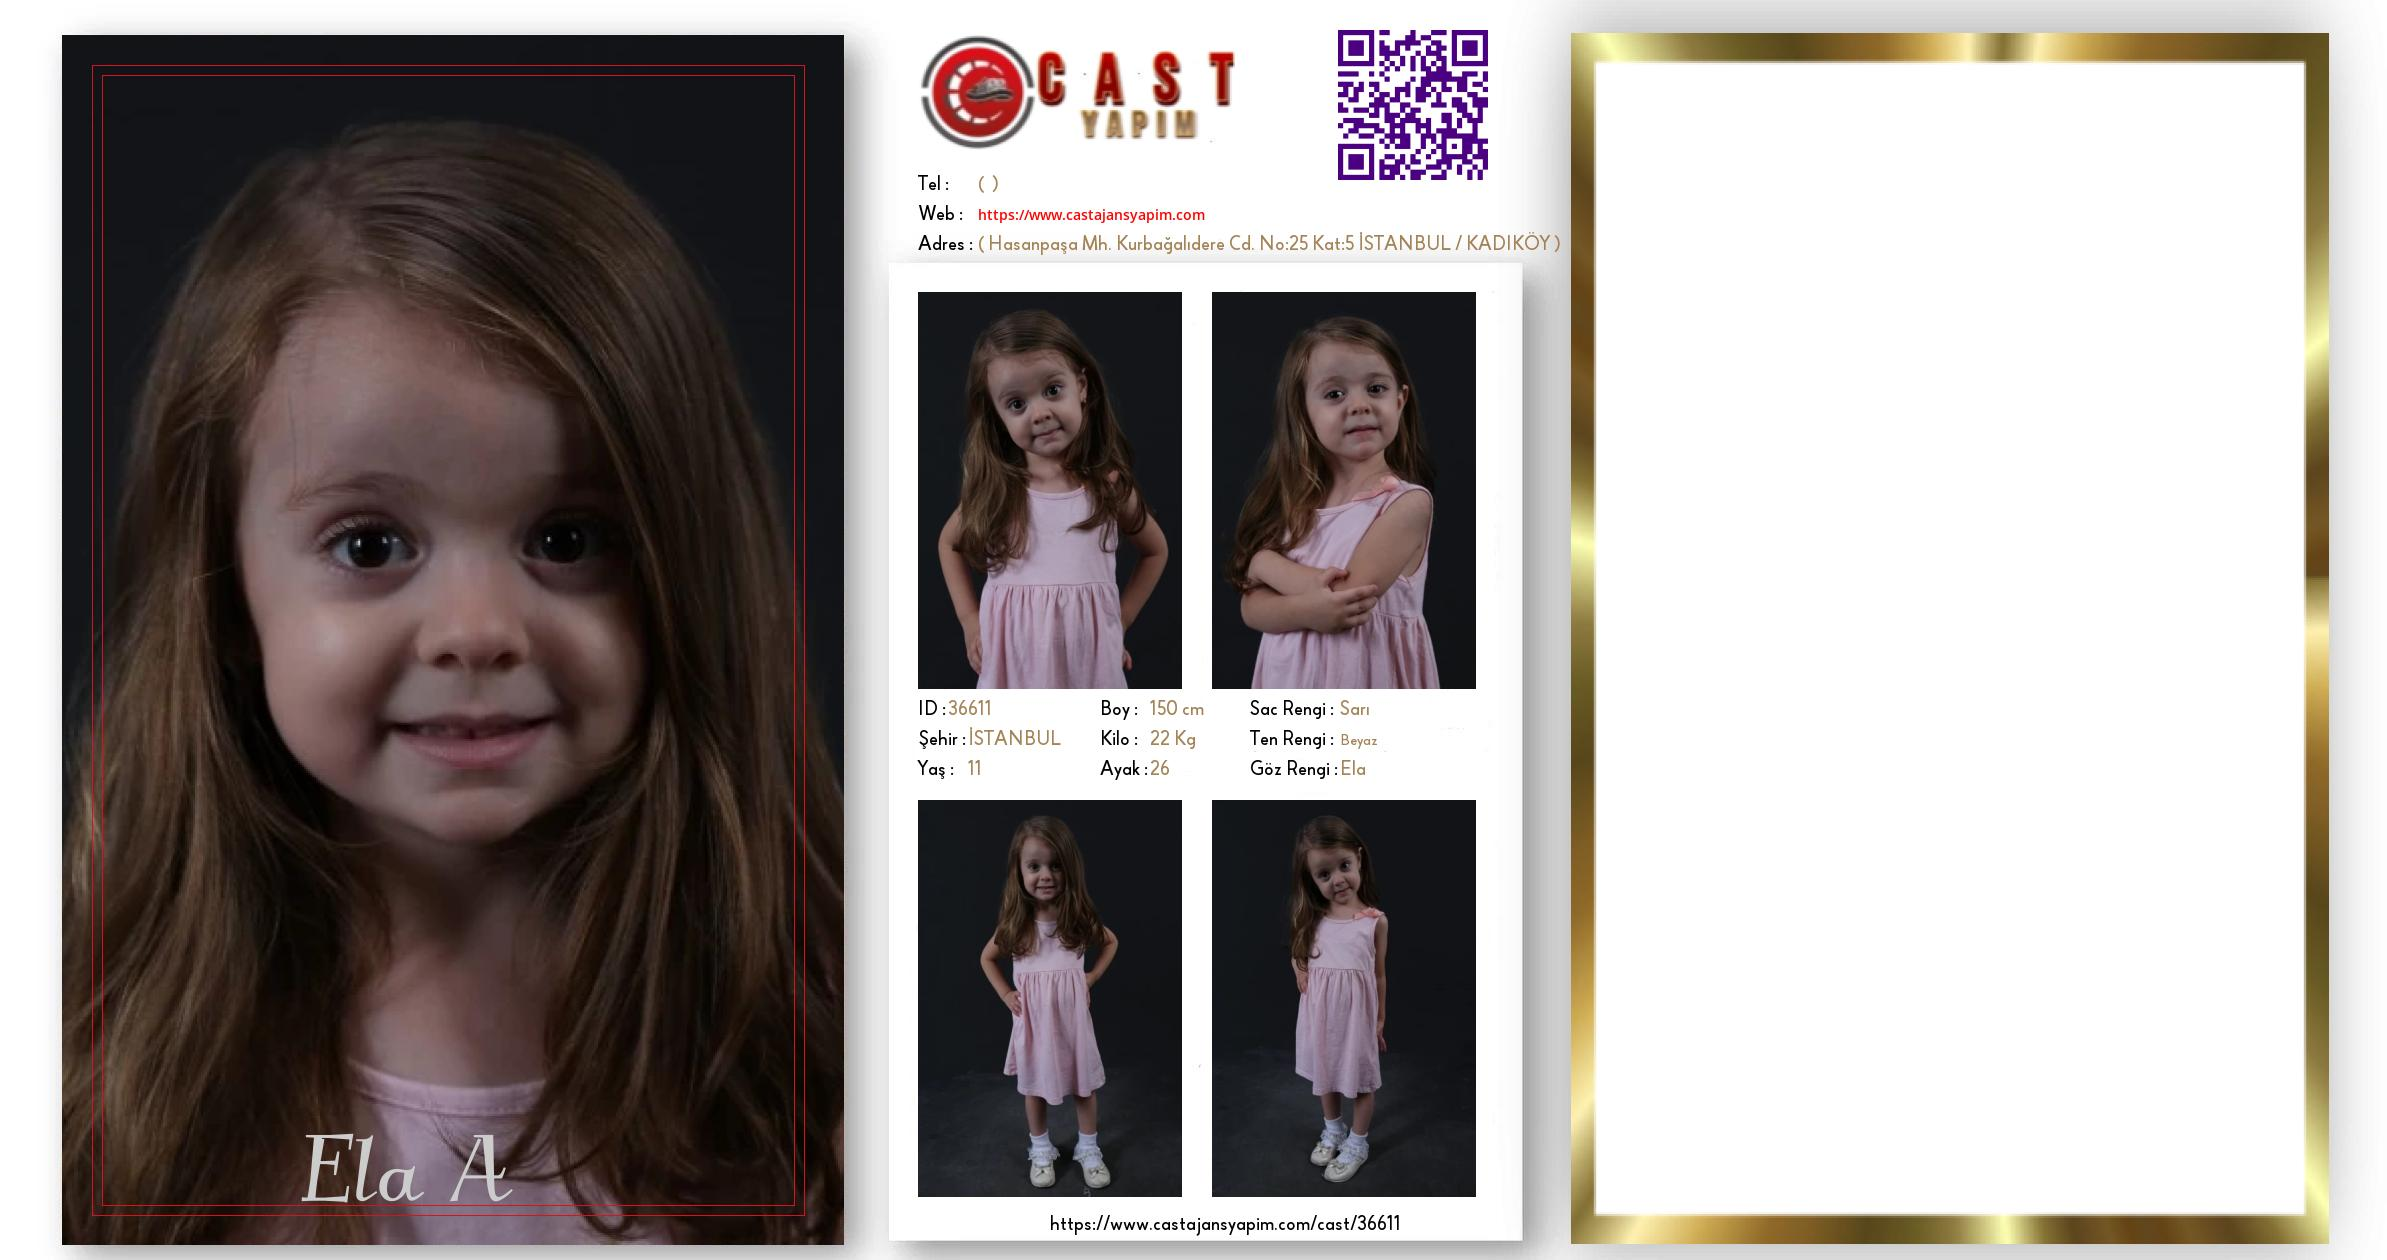 Ela A
CAST
YAPIM
Tel : ( )
Web : https://www.castajansyapim.com
Adres : ( Hasanpaşa Mh. Kurbağalıdere Cd. No:25 Kat:5 İSTANBUL / KADIKÖY )
ID : 36611 Boy : 150 cm Sac Rengi : Sarı
Şehir : İSTANBUL Kilo : 22 Kg Ten Rengi : Beyaz
Yaş : 11 Ayak : 26 Göz Rengi : Ela
https://www.castajansyapim.com/cast/36611